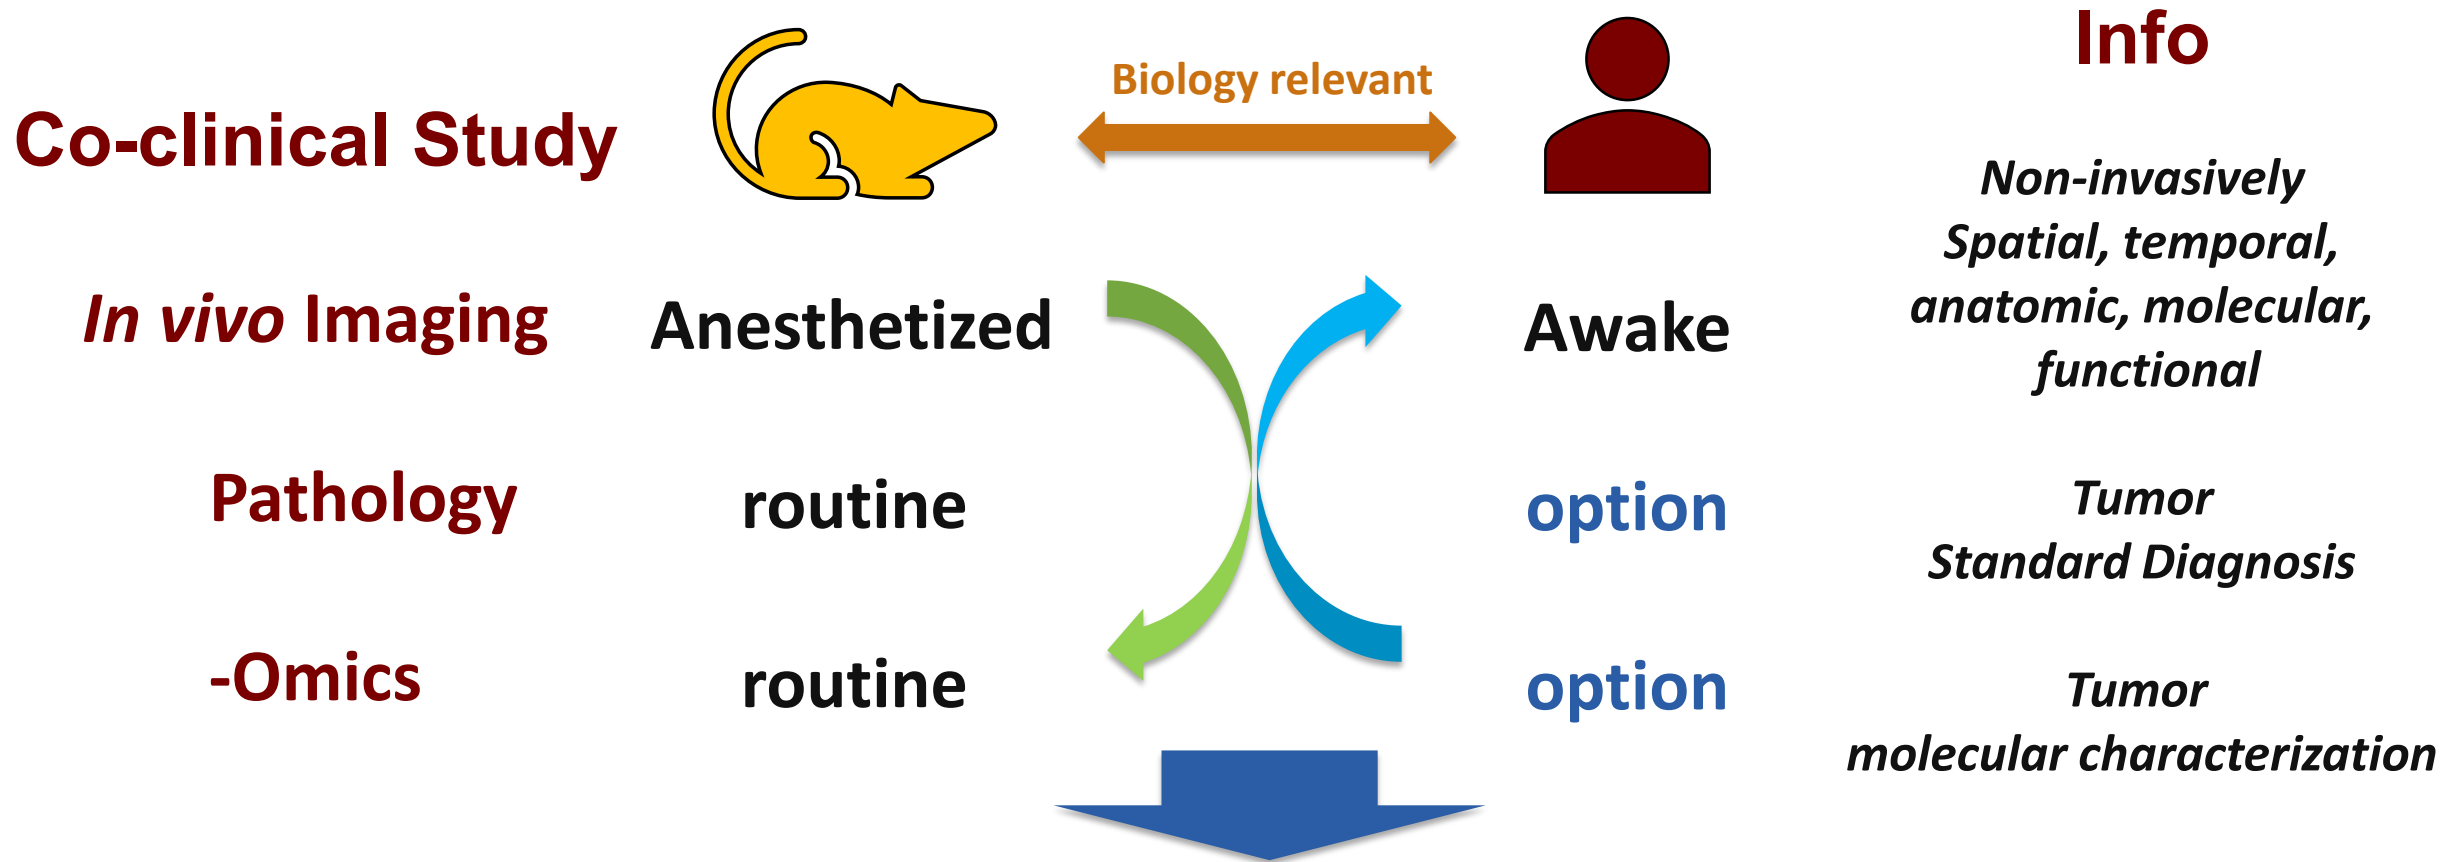 Info
Biology relevant
Co-clinical Study
Non-invasively
Spatial, temporal,
anatomic, molecular,
functional
In vivo Imaging
Anesthetized
Awake
Pathology
routine
option
Tumor
Standard Diagnosis
-Omics
routine
option
Tumor
molecular characterization